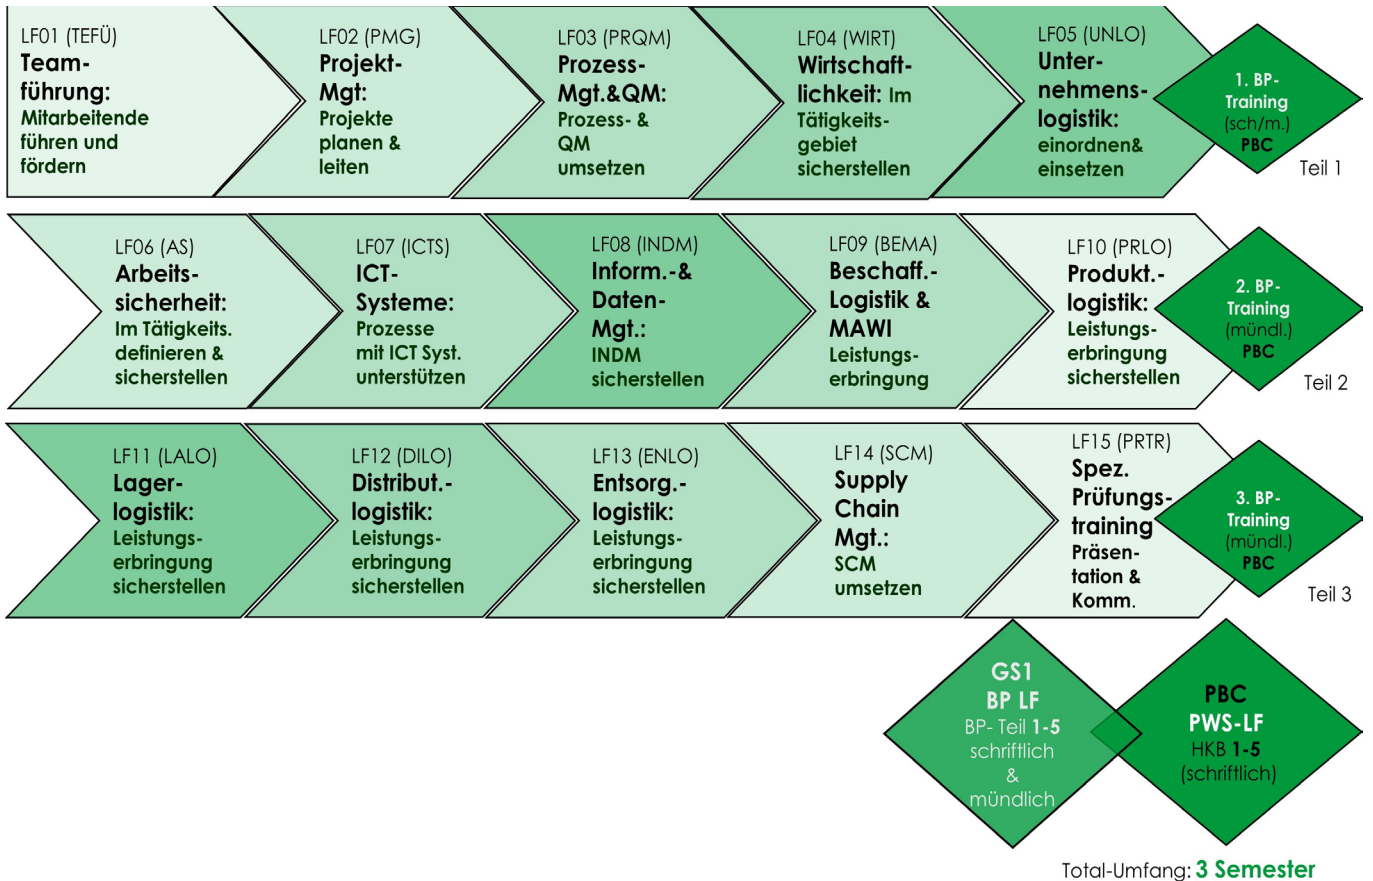 LF01 (TEFÜ)
Team-
führung:
Mitarbeitende
führen und
fördern
LF02 (PMG)
Projekt-
Mgt:
Projekte
planen &
leiten
LF03 (PRQM)
Prozess-
Mgt.&QM:
Prozess- &
QM
umsetzen
LF04 (WIRT)
Wirtschaft-
lichkeit: Im
Tätigkeits-
gebiet
sicherstellen
LF05 (UNLO)
Unter-
nehmens-
logistik:
einordnen&
einsetzen
1. BP-
Training
(sch/m.)
PBC
Teil 1
LF06 (AS)
Arbeits-
sicherheit:
Im Tätigkeits.
definieren &
sicherstellen
LF07 (ICTS)
ICT-
Systeme:
Prozesse
mit ICT Syst.
unterstützen
LF08 (INDM)
Inform.-&
Daten-
Mgt.:
INDM
sicherstellen
LF09 (BEMA)
Beschaff.-
Logistik &
MAWI
Leistungs-
erbringung
LF10 (PRLO)
Produkt.-
logistik:
Leistungs-
erbringung
sicherstellen
2. BP-
Training
(mündl.)
PBC
Teil 2
LF11 (LALO)
Lager-
logistik:
Leistungs-
erbringung
sicherstellen
LF12 (DILO)
Distribut.-
logistik:
Leistungs-
erbringung
sicherstellen
LF13 (ENLO)
Entsorg.-
logistik:
Leistungs-
erbringung
sicherstellen
LF14 (SCM)
Supply
Chain
Mgt.:
SCM
umsetzen
LF15 (PRTR)
Spez.
Prüfungs-
training
Präsen-
tation &
Komm.
3. BP-
Training
(mündl.)
PBC
Teil 3
GS1
BP LF
BP- Teil 1-5
schriftlich
&
mündlich
PBC
PWS-LF
HKB 1-5
(schriftlich)
Total-Umfang: 3 Semester